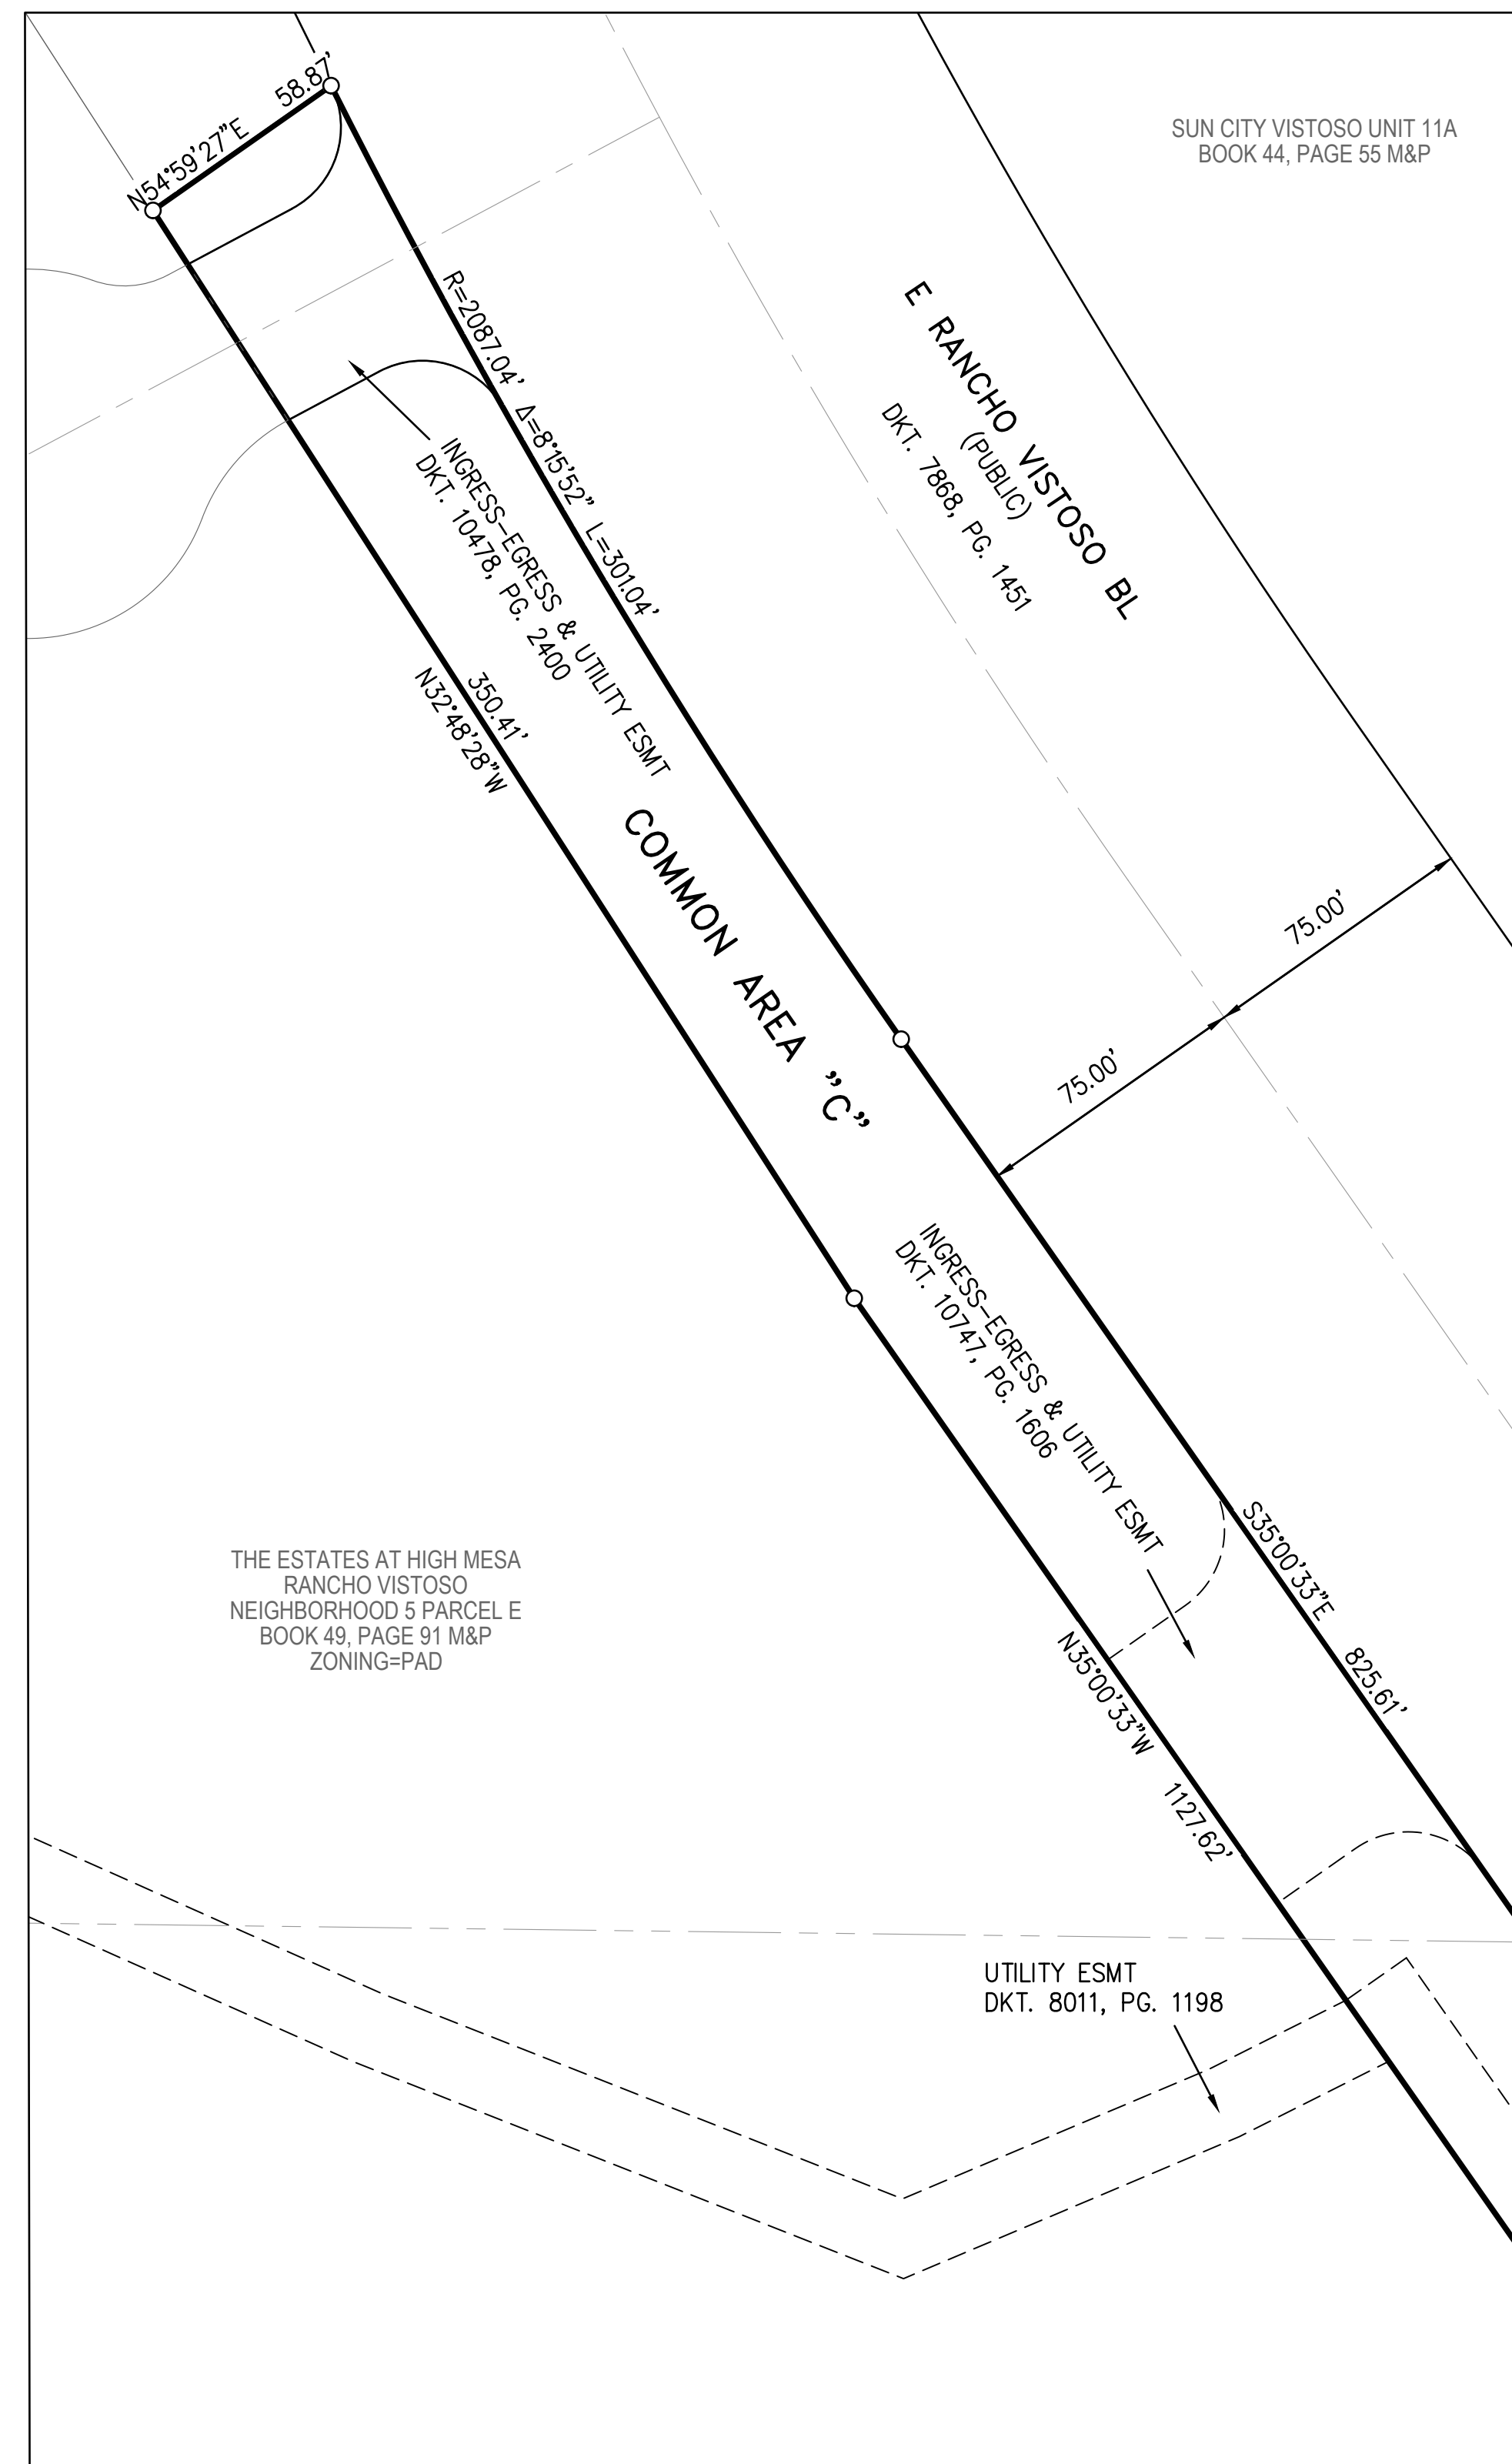 58.87'
N54°59'27"E
SUN CITY VISTOSO UNIT 11A
BOOK 44, PAGE 55 M&P
R=2087.04' Δ=8°15'52" L=301.04'
E RANCHO VISTOSO BL
(PUBLIC)
DKT. 7868, PG. 1451
INGRESS-EGRESS & UTILITY ESMT
DKT. 10478, PG. 2400
350.41'
N32°48'28"W
COMMON AREA "C"
75.00'
75.00'
INGRESS-EGRESS & UTILITY ESMT
DKT. 10747, PG. 1606
S35°00'33"E 825.61'
N35°00'33"W 1127.62'
THE ESTATES AT HIGH MESA
RANCHO VISTOSO
NEIGHBORHOOD 5 PARCEL E
BOOK 49, PAGE 91 M&P
ZONING=PAD
UTILITY ESMT
DKT. 8011, PG. 1198